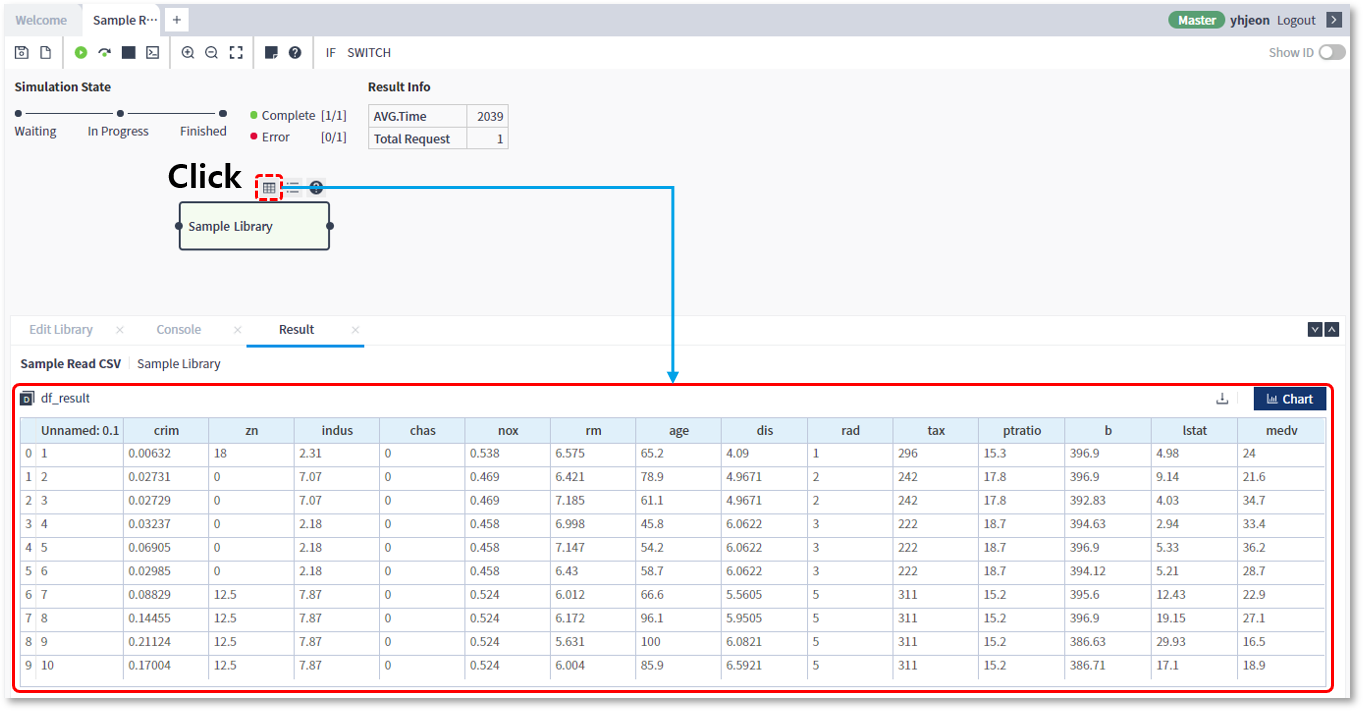 Welcome Sample R··· + Master yhjeon Logout
IF SWITCH Show ID
Simulation State Result Info
Waiting In Progress Finished
Complete [1/1]
Error [0/1]
AVG.Time 2039
Total Request 1
Click
Sample Library
Edit Library Console Result
Sample Read CSV Sample Library
D df_result Chart
Unnamed: 0.1 crim zn indus chas nox rm age dis rad tax ptratio b lstat medv
0 1 0.00632 18 2.31 0 0.538 6.575 65.2 4.09 1 296 15.3 396.9 4.98 24
1 2 0.02731 0 7.07 0 0.469 6.421 78.9 4.9671 2 242 17.8 396.9 9.14 21.6
2 3 0.02729 0 7.07 0 0.469 7.185 61.1 4.9671 2 242 17.8 392.83 4.03 34.7
3 4 0.03237 0 2.18 0 0.458 6.998 45.8 6.0622 3 222 18.7 394.63 2.94 33.4
4 5 0.06905 0 2.18 0 0.458 7.147 54.2 6.0622 3 222 18.7 396.9 5.33 36.2
5 6 0.02985 0 2.18 0 0.458 6.43 58.7 6.0622 3 222 18.7 394.12 5.21 28.7
6 7 0.08829 12.5 7.87 0 0.524 6.012 66.6 5.5605 5 311 15.2 395.6 12.43 22.9
7 8 0.14455 12.5 7.87 0 0.524 6.172 96.1 5.9505 5 311 15.2 396.9 19.15 27.1
8 9 0.21124 12.5 7.87 0 0.524 5.631 100 6.0821 5 311 15.2 386.63 29.93 16.5
9 10 0.17004 12.5 7.87 0 0.524 6.004 85.9 6.5921 5 311 15.2 386.71 17.1 18.9